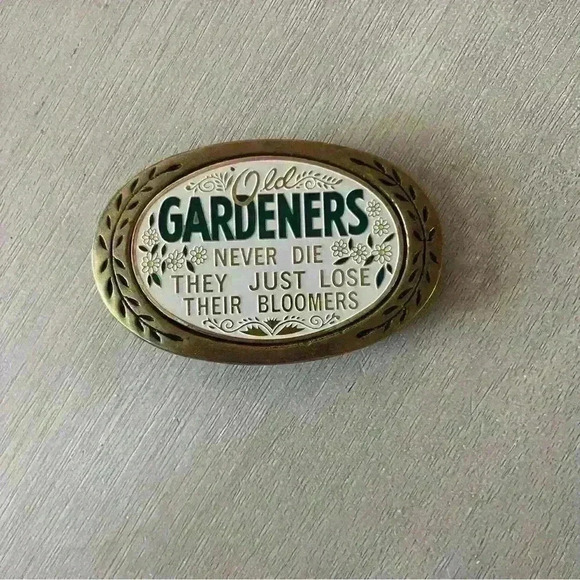 Old
GARDENERS
NEVER DIE
THEY JUST LOSE
THEIR BLOOMERS